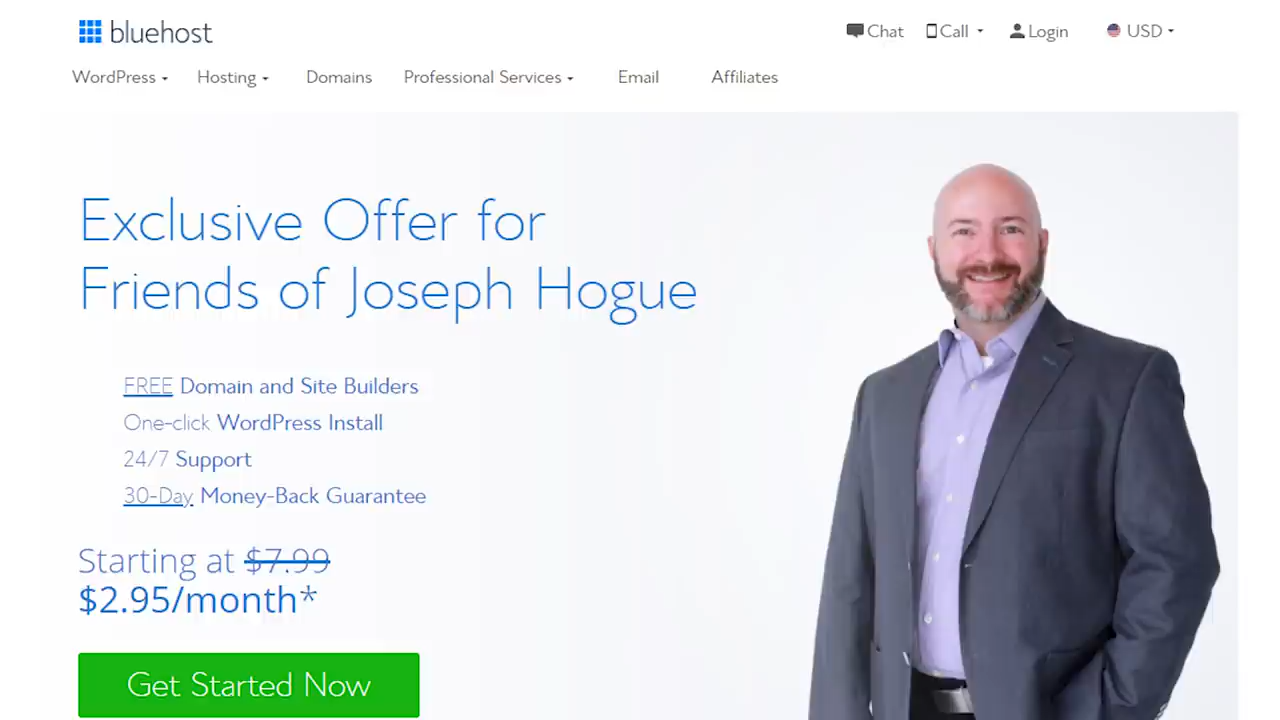 bluehost
Chat
Call
Login
USD
WordPress
Hosting
Domains
Professional Services
Email
Affiliates
Exclusive Offer for
Friends of Joseph Hogue
FREE Domain and Site Builders
One-click WordPress Install
24/7 Support
30-Day Money-Back Guarantee
Starting at $7.99
$2.95/month*
Get Started Now